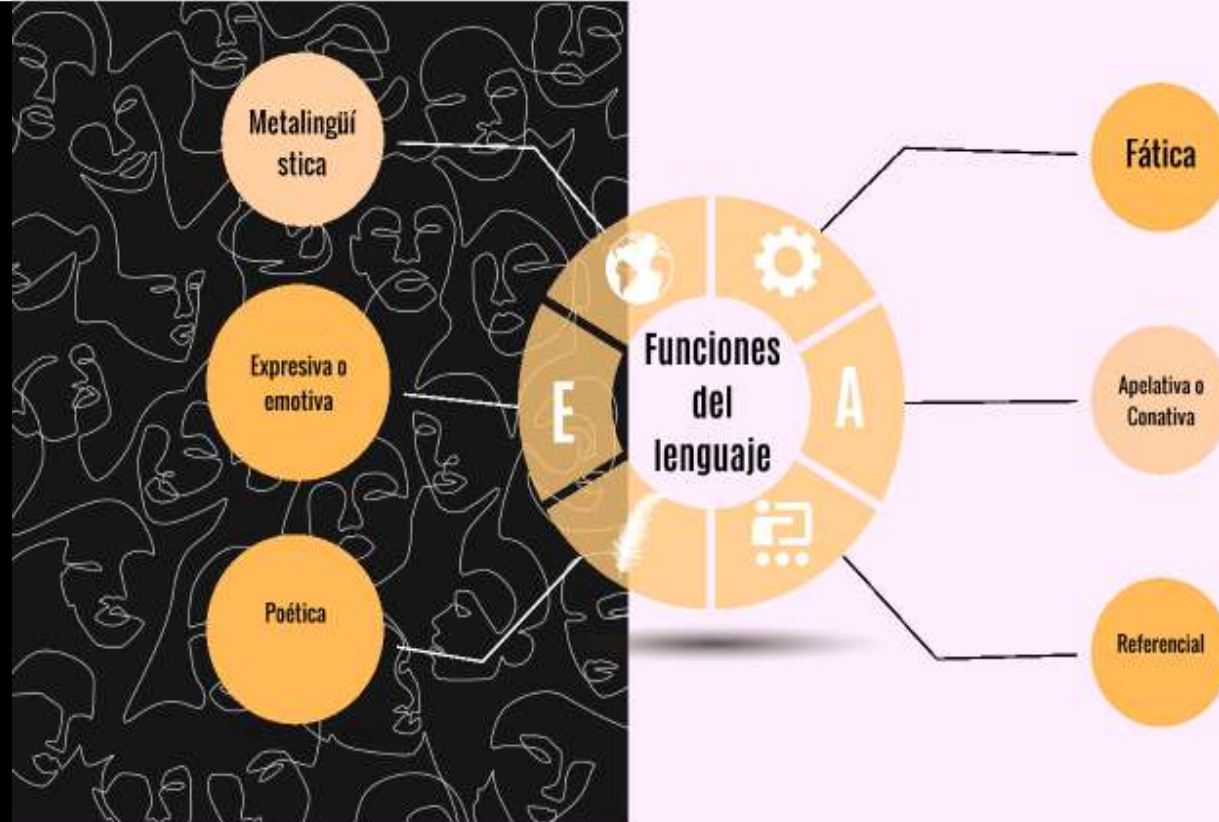 Metalingüí
stica
Fática
Expresiva o
emotiva
E
Funciones
del
lenguaje
A
Apelativa o
Conativa
Poética
Referencial